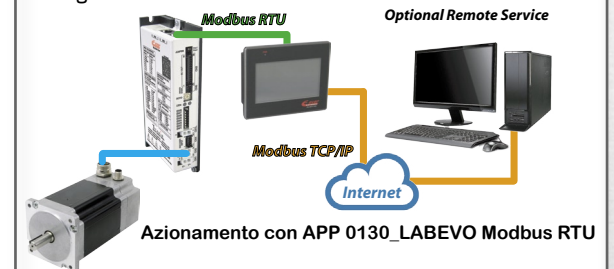 Modbus RTU
Optional Remote Service
Modbus TCP/IP
Internet
Azionamento con APP 0130_LABEVO Modbus RTU